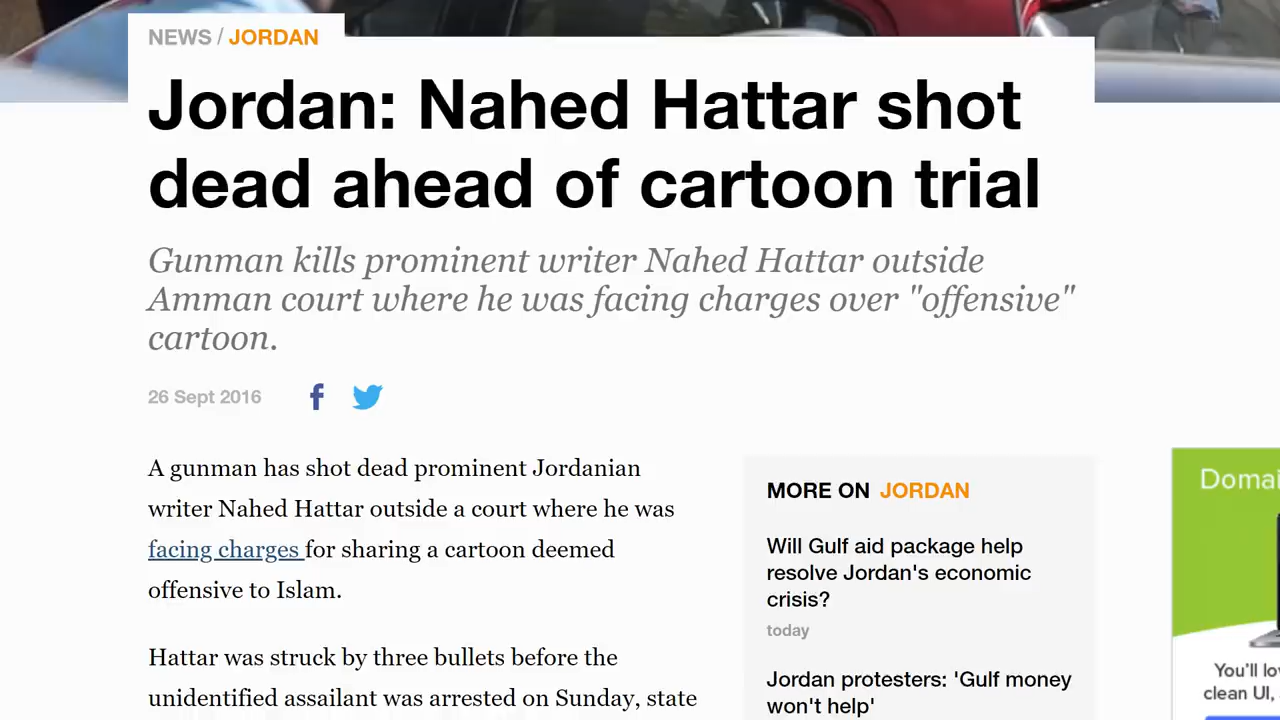 NEWS / JORDAN
Jordan: Nahed Hattar shot
dead ahead of cartoon trial
Gunman kills prominent writer Nahed Hattar outside
Amman court where he was facing charges over "offensive"
cartoon.
26 Sept 2016
A gunman has shot dead prominent Jordanian
writer Nahed Hattar outside a court where he was
facing charges for sharing a cartoon deemed
offensive to Islam.
Hattar was struck by three bullets before the
unidentified assailant was arrested on Sunday, state
MORE ON JORDAN
Will Gulf aid package help
resolve Jordan's economic
crisis?
today
Jordan protesters: 'Gulf money
won't help'
You'll
clean UI,